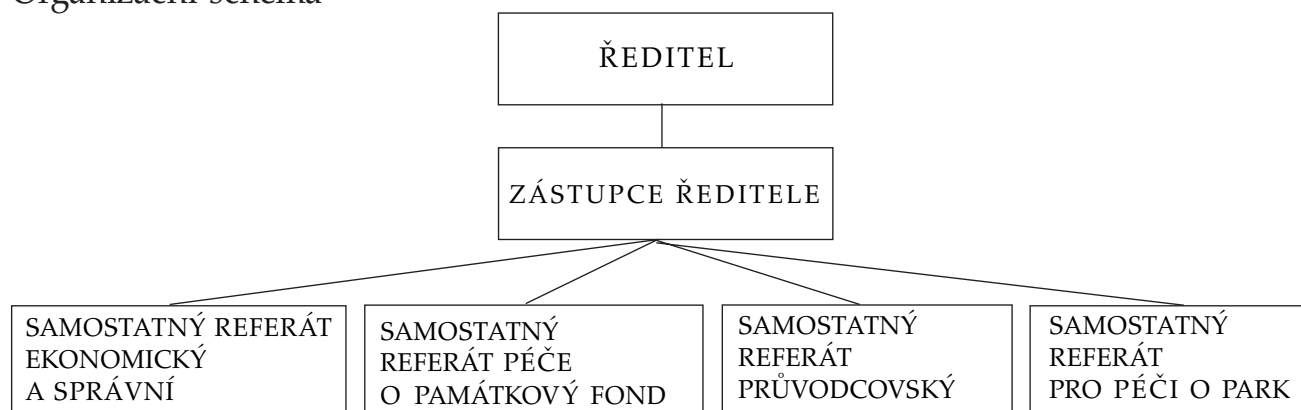 Organizační schéma
ŘEDITEL
ZÁSTUPCE ŘEDITELE
SAMOSTATNÝ REFERÁT
EKONOMICKÝ
A SPRÁVNÍ
SAMOSTATNÝ
REFERÁT PÉČE
O PAMÁTKOVÝ FOND
SAMOSTATNÝ
REFERÁT
PRŮVODCOVSKÝ
SAMOSTATNÝ
REFERÁT
PRO PÉČI O PARK